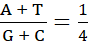 A + T / G + C = 1 / 4